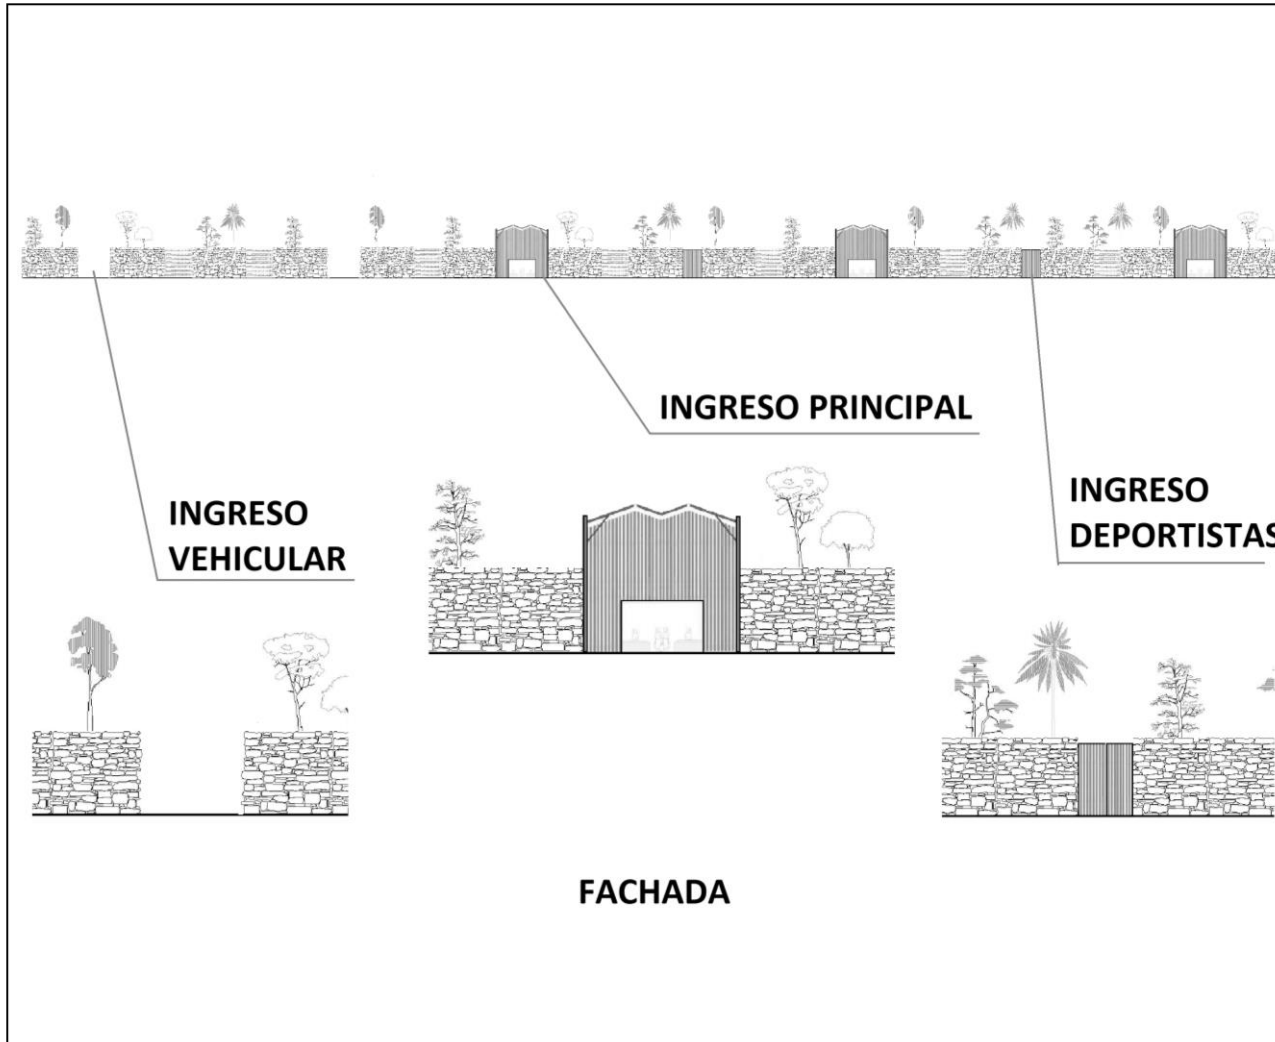 INGRESO PRINCIPAL
INGRESO
VEHICULAR
INGRESO
DEPORTISTAS
FACHADA